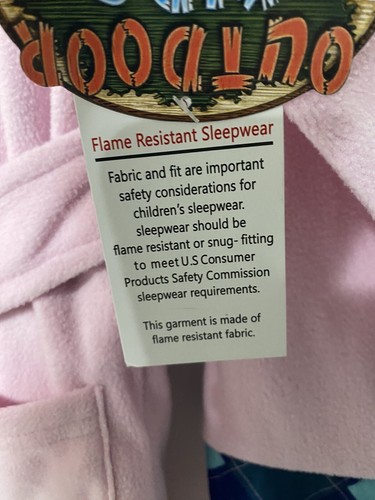 OUTDOOR
Flame Resistant Sleepwear
Fabric and fit are important
safety considerations for
children's sleepwear.
sleepwear should be
flame resistant or snug- fitting
to meet U.S Consumer
Products Safety Commission
sleepwear requirements.
This garment is made of
flame resistant fabric.